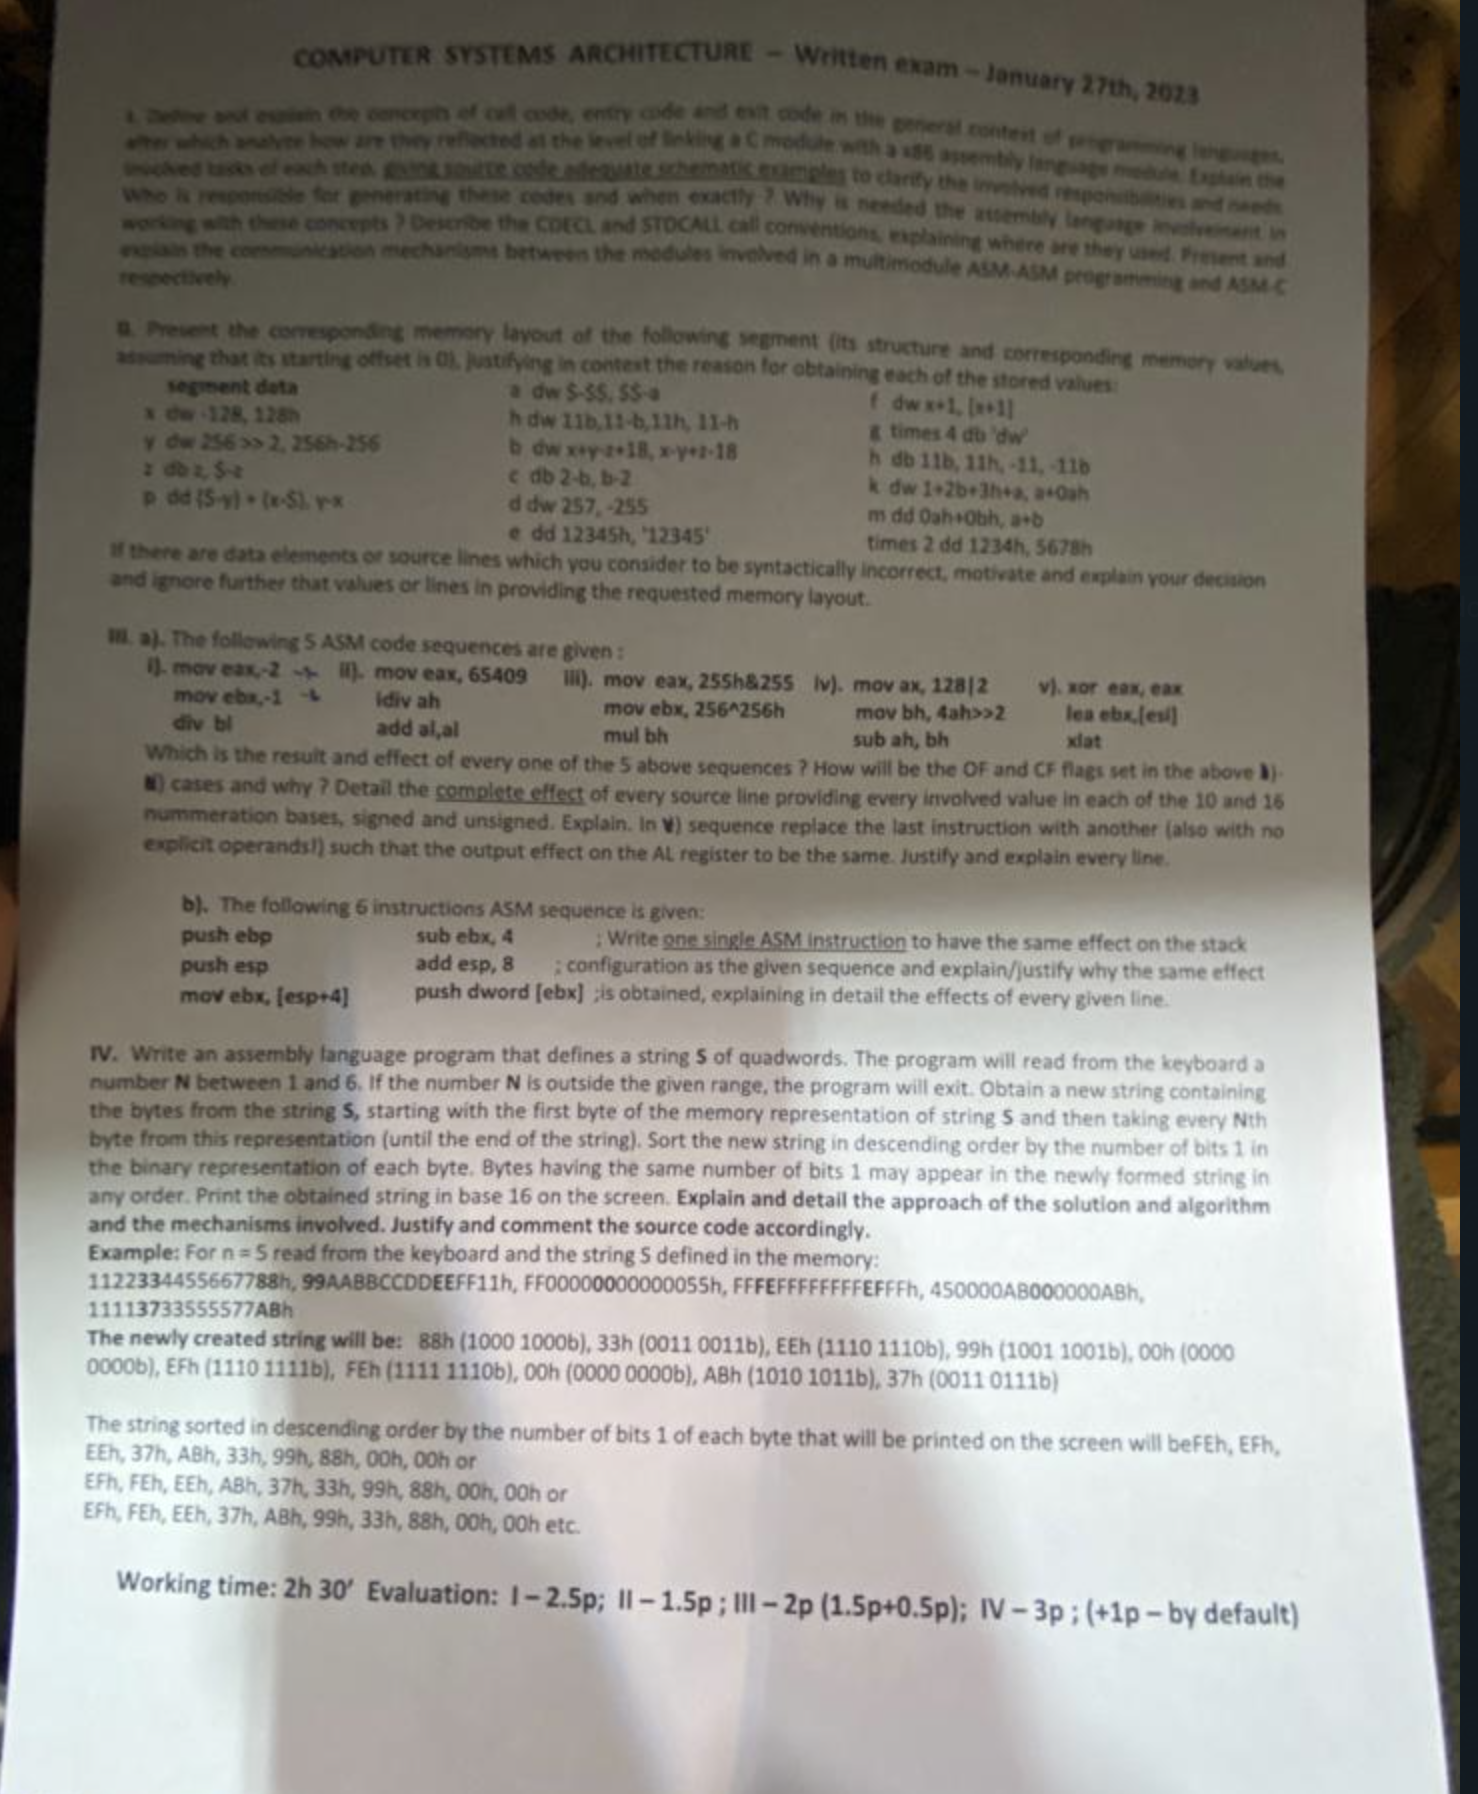 COMPUTER SYSTEMS ARCHITECTURE – Written exam – January 27th, 2023
I. Define and explain the concepts of call code, entry code and exit code in the general context of programming languages,
after which analyze how are they reflected at the level of linking a C module with a x86 assembly language module. Explain the
involved tasks of each step, giving source code adequate schematic examples to clarify the involved responsibilities and needs.
Who is responsible for generating these codes and when exactly ? Why is needed the assembly language involvement in
working with these concepts ? Describe the CDECL and STDCALL call conventions, explaining where are they used. Present and
explain the communication mechanisms between the modules involved in a multimodule ASM-ASM programming and ASM-C
respectively.
II. Present the corresponding memory layout of the following segment (its structure and corresponding memory values,
assuming that its starting offset is 0), justifying in context the reason for obtaining each of the stored values:
segment data
x dw -128, 128h
y dw 256 >> 2, 256h-256
z db z, $-z
p dd ($-y) + (x-$), y-x
a dw $-$$, $$-a
h dw 11b,11-b,11h, 11-h
b dw x+y-z+18, x-y+z-18
c db 2-b, b-2
d dw 257, -255
e dd 12345h, '12345'
f dw x+1, [x+1]
g times 4 db 'dw'
h db 11b, 11h, -11, -11b
k dw 1+2b+3h+a, a+0ah
m dd 0ah+0bh, a+b
times 2 dd 1234h, 5678h
If there are data elements or source lines which you consider to be syntactically incorrect, motivate and explain your decision
and ignore further that values or lines in providing the requested memory layout.
III. a). The following 5 ASM code sequences are given :
i). mov eax,-2 ii). mov eax, 65409 iii). mov eax, 255h&255 iv). mov ax, 128|2 v). xor eax, eax
mov ebx,-1 idiv ah mov ebx, 256^256h mov bh, 4ah>>2 lea ebx,[esi]
div bl add al,al mul bh sub ah, bh xlat
Which is the result and effect of every one of the 5 above sequences ? How will be the OF and CF flags set in the above
cases and why ? Detail the complete effect of every source line providing every involved value in each of the 10 and 16
nummeration bases, signed and unsigned. Explain. In v) sequence replace the last instruction with another (also with no
explicit operands!) such that the output effect on the AL register to be the same. Justify and explain every line.
b). The following 6 instructions ASM sequence is given:
push ebp sub ebx, 4 ; Write one single ASM instruction to have the same effect on the stack
push esp add esp, 8 ; configuration as the given sequence and explain/justify why the same effect
mov ebx, [esp+4] push dword [ebx] ;is obtained, explaining in detail the effects of every given line.
IV. Write an assembly language program that defines a string S of quadwords. The program will read from the keyboard a
number N between 1 and 6. If the number N is outside the given range, the program will exit. Obtain a new string containing
the bytes from the string S, starting with the first byte of the memory representation of string S and then taking every Nth
byte from this representation (until the end of the string). Sort the new string in descending order by the number of bits 1 in
the binary representation of each byte. Bytes having the same number of bits 1 may appear in the newly formed string in
any order. Print the obtained string in base 16 on the screen. Explain and detail the approach of the solution and algorithm
and the mechanisms involved. Justify and comment the source code accordingly.
Example: For n = 5 read from the keyboard and the string S defined in the memory:
1122334455667788h, 99AABBCCDDEEFF11h, FF00000000000055h, FFFEFFFFFFFFEFFFh, 450000AB000000ABh,
11113733555577ABh
The newly created string will be: 88h (1000 1000b), 33h (0011 0011b), EEh (1110 1110b), 99h (1001 1001b), 00h (0000
0000b), EFh (1110 1111b), FEh (1111 1110b), 00h (0000 0000b), ABh (1010 1011b), 37h (0011 0111b)
The string sorted in descending order by the number of bits 1 of each byte that will be printed on the screen will beFEh, EFh,
EEh, 37h, ABh, 33h, 99h, 88h, 00h, 00h or
EFh, FEh, EEh, ABh, 37h, 33h, 99h, 88h, 00h, 00h or
EFh, FEh, EEh, 37h, ABh, 99h, 33h, 88h, 00h, 00h etc.
Working time: 2h 30' Evaluation: I – 2.5p; II – 1.5p ; III – 2p (1.5p+0.5p); IV – 3p ; (+1p – by default)